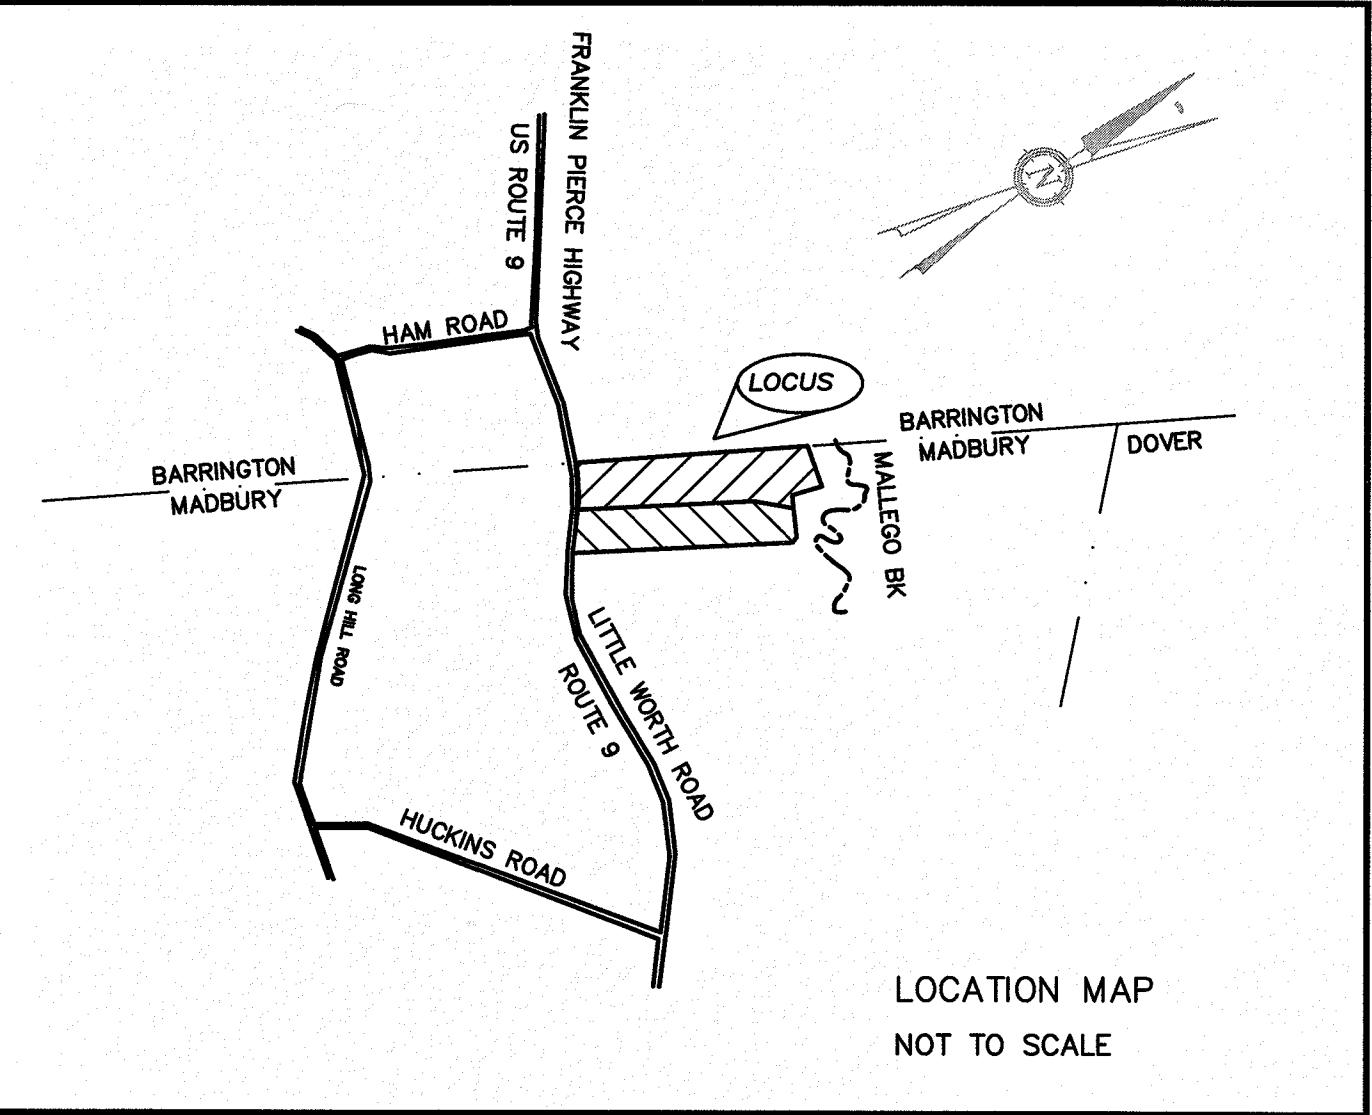 FRANKLIN PIERCE HIGHWAY
US ROUTE 9
N
HAM ROAD
LOCUS
BARRINGTON
MADBURY
DOVER
BARRINGTON
MADBURY
MALLEGO BK
LONG HILL ROAD
LITTLE WORTH ROAD
ROUTE 9
HUCKINS ROAD
LOCATION MAP
NOT TO SCALE